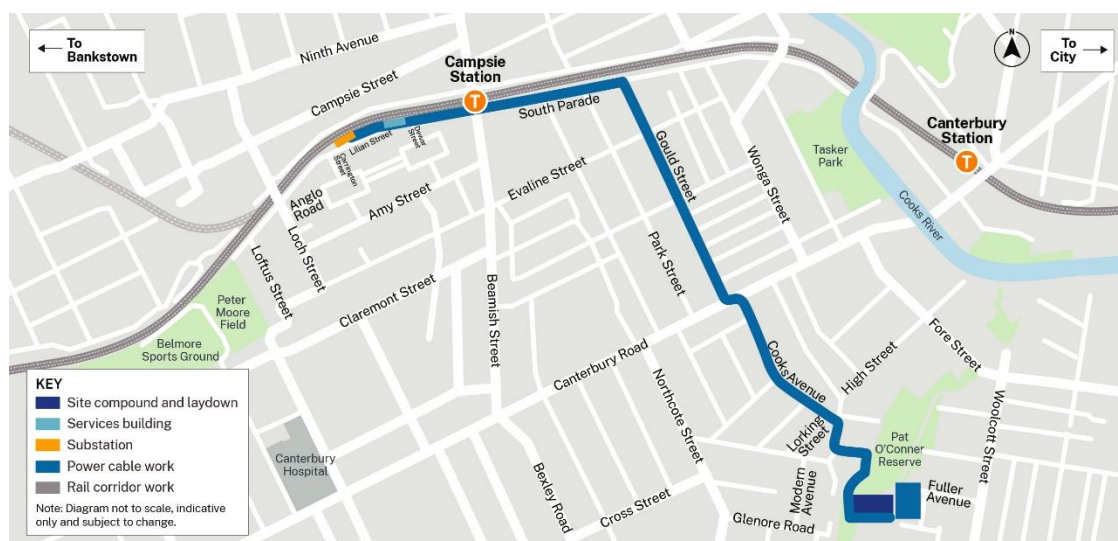 To
Bankstown
Ninth Avenue
N
To
City
Campsie
Station
Campsie Street
T
South Parade
Canterbury
Station
T
Lilian Street
Dewar
Street
Carrington
Street
Tasker
Park
Gould Street
Wonga Street
Anglo
Road
Amy Street
Evaline Street
Cooks River
Loch Street
Loftus Street
Park Street
Beamish Street
Claremont Street
Peter
Moore
Field
Belmore
Sports Ground
Fore Street
Canterbury Road
Cooks Avenue
High Street
Northcote Street
Woolcott Street
Lorking
Street
Pat
O'Conner
Reserve
Canterbury
Hospital
Bexley Road
Modern
Avenue
Fuller
Avenue
Cross Street
Glenore Road
KEY
Site compound and laydown
Services building
Substation
Power cable work
Rail corridor work
Note: Diagram not to scale, indicative
only and subject to change.